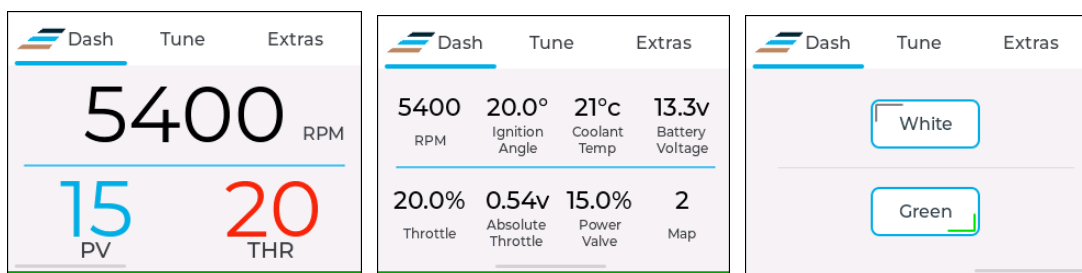 Dash Tune Extras
5400 RPM
15 20
PV THR
Dash Tune Extras
5400 20.0° 21°c 13.3v
RPM Ignition Coolant Battery
Angle Temp Voltage
20.0% 0.54v 15.0% 2
Throttle Absolute Power Map
Throttle Valve
Dash Tune Extras
White
Green